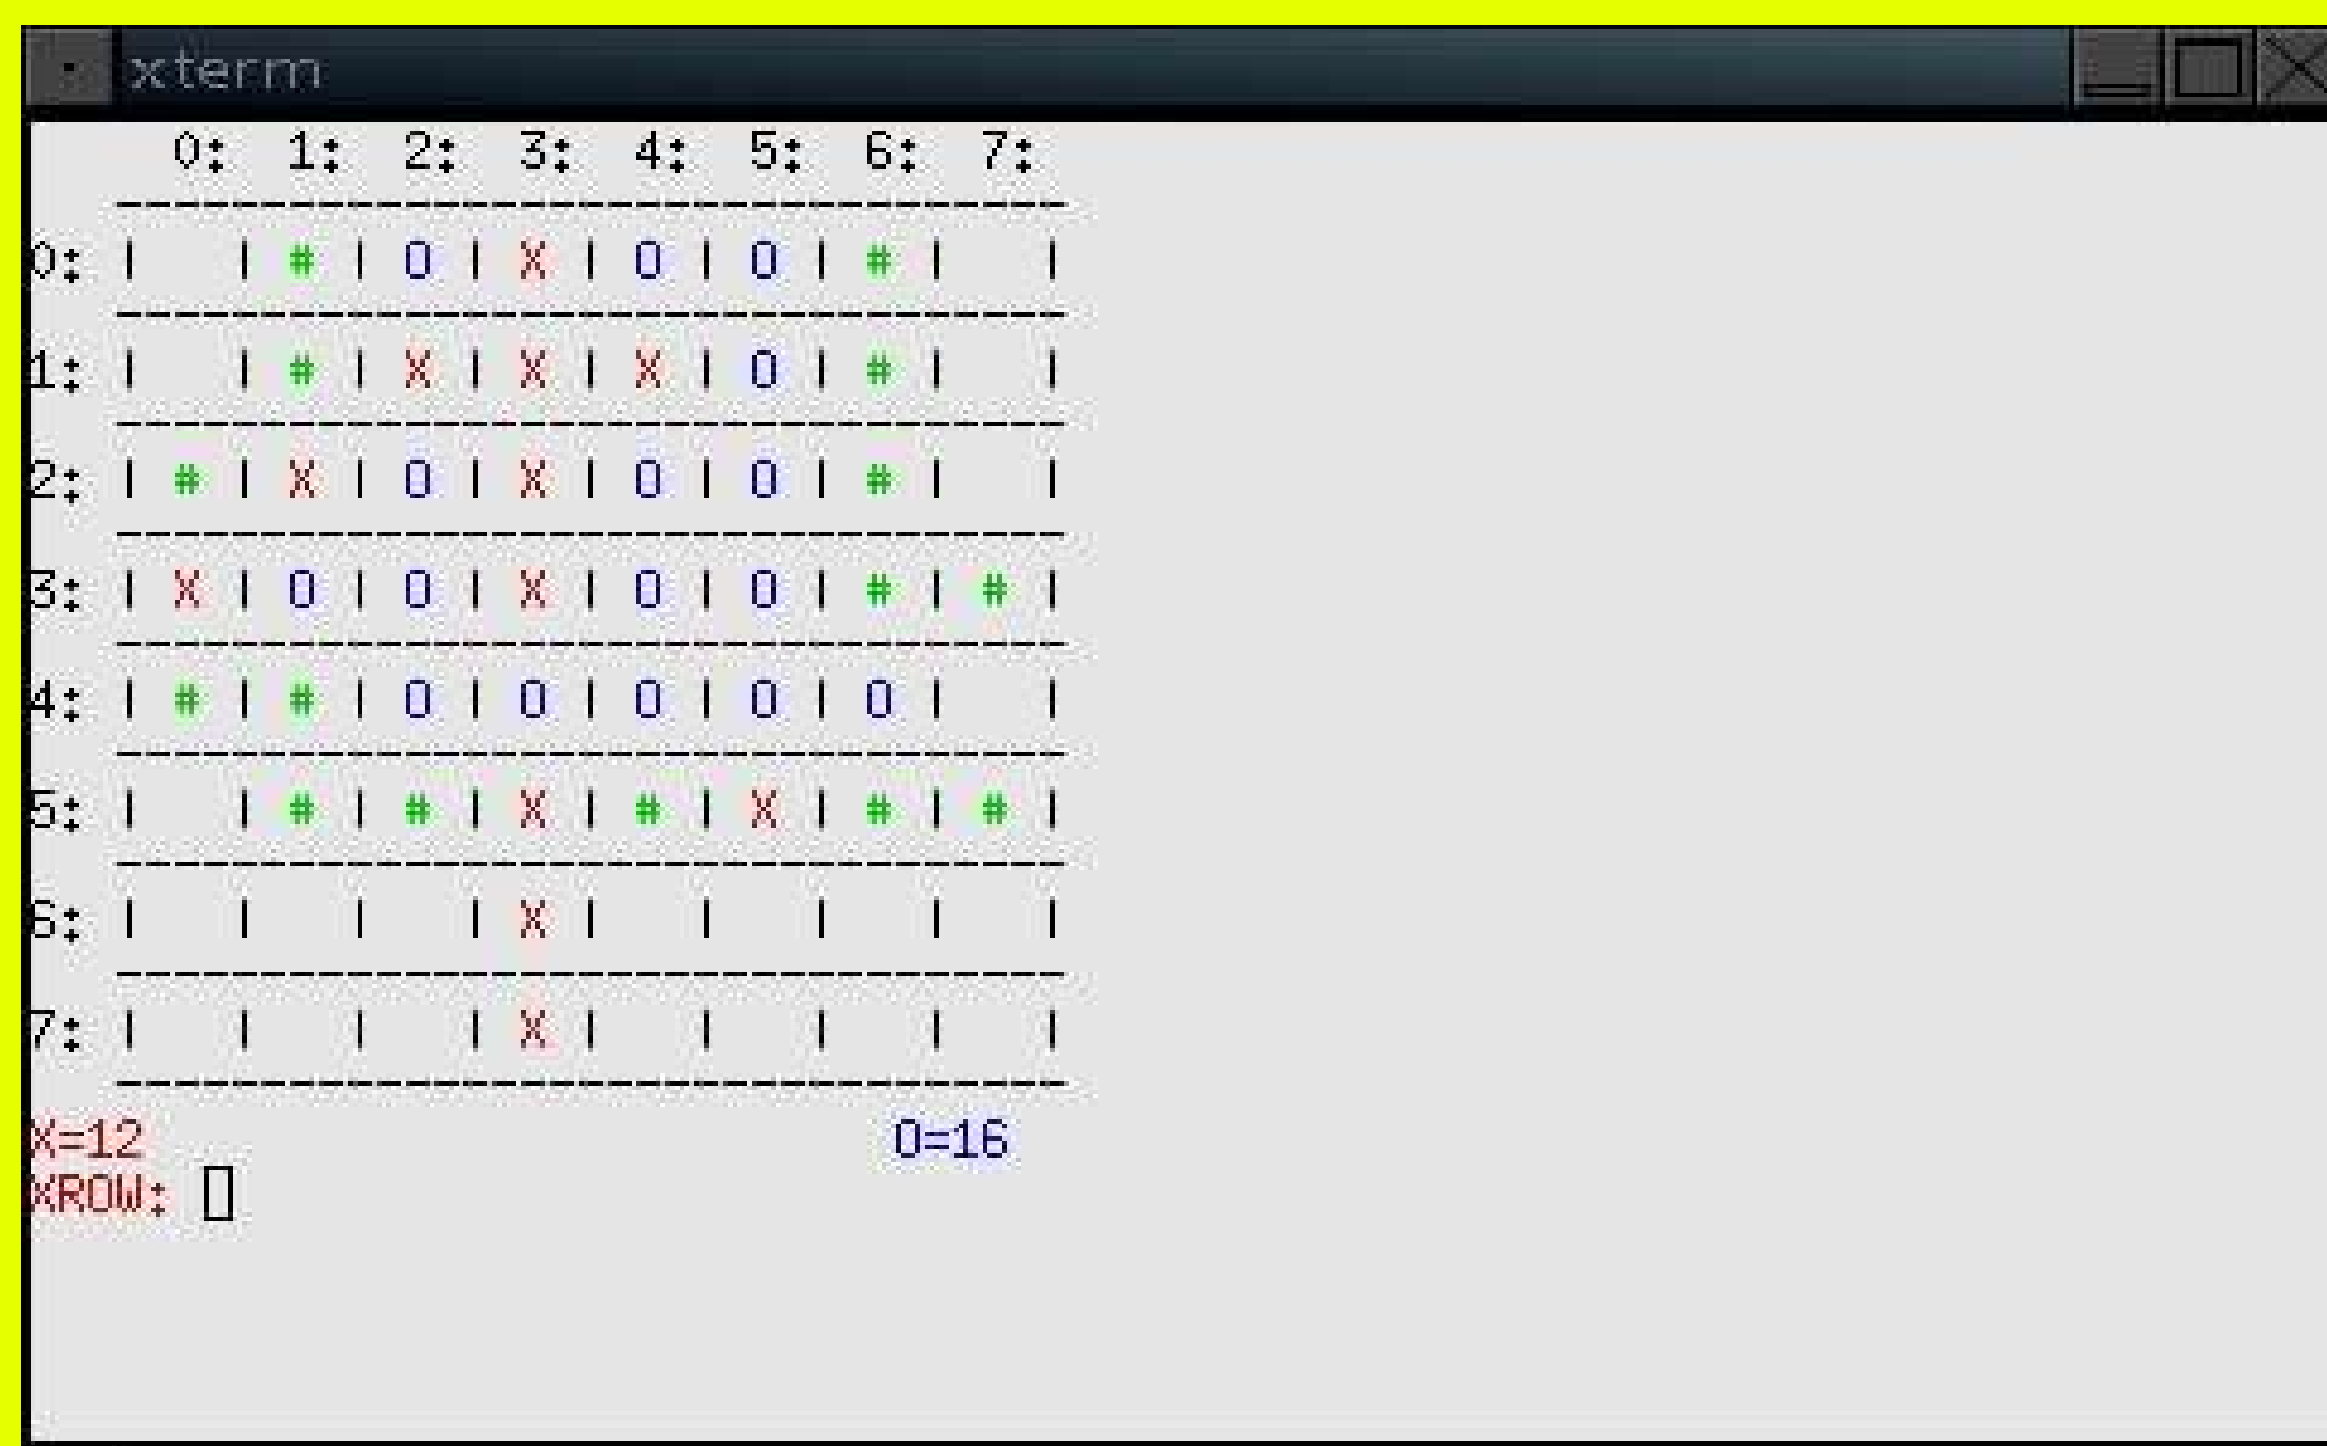 xterm
0: 1: 2: 3: 4: 5: 6: 7:
0: | | # | O | X | O | O | # | |
1: | | # | X | X | X | O | # | |
2: | # | X | O | X | O | O | # | |
3: | X | O | O | X | O | O | # | # |
4: | # | # | O | O | O | O | O | |
5: | | # | # | X | # | X | # | # |
6: | | | | X | | | | |
7: | | | | X | | | | |
X=12 O=16
XROW: